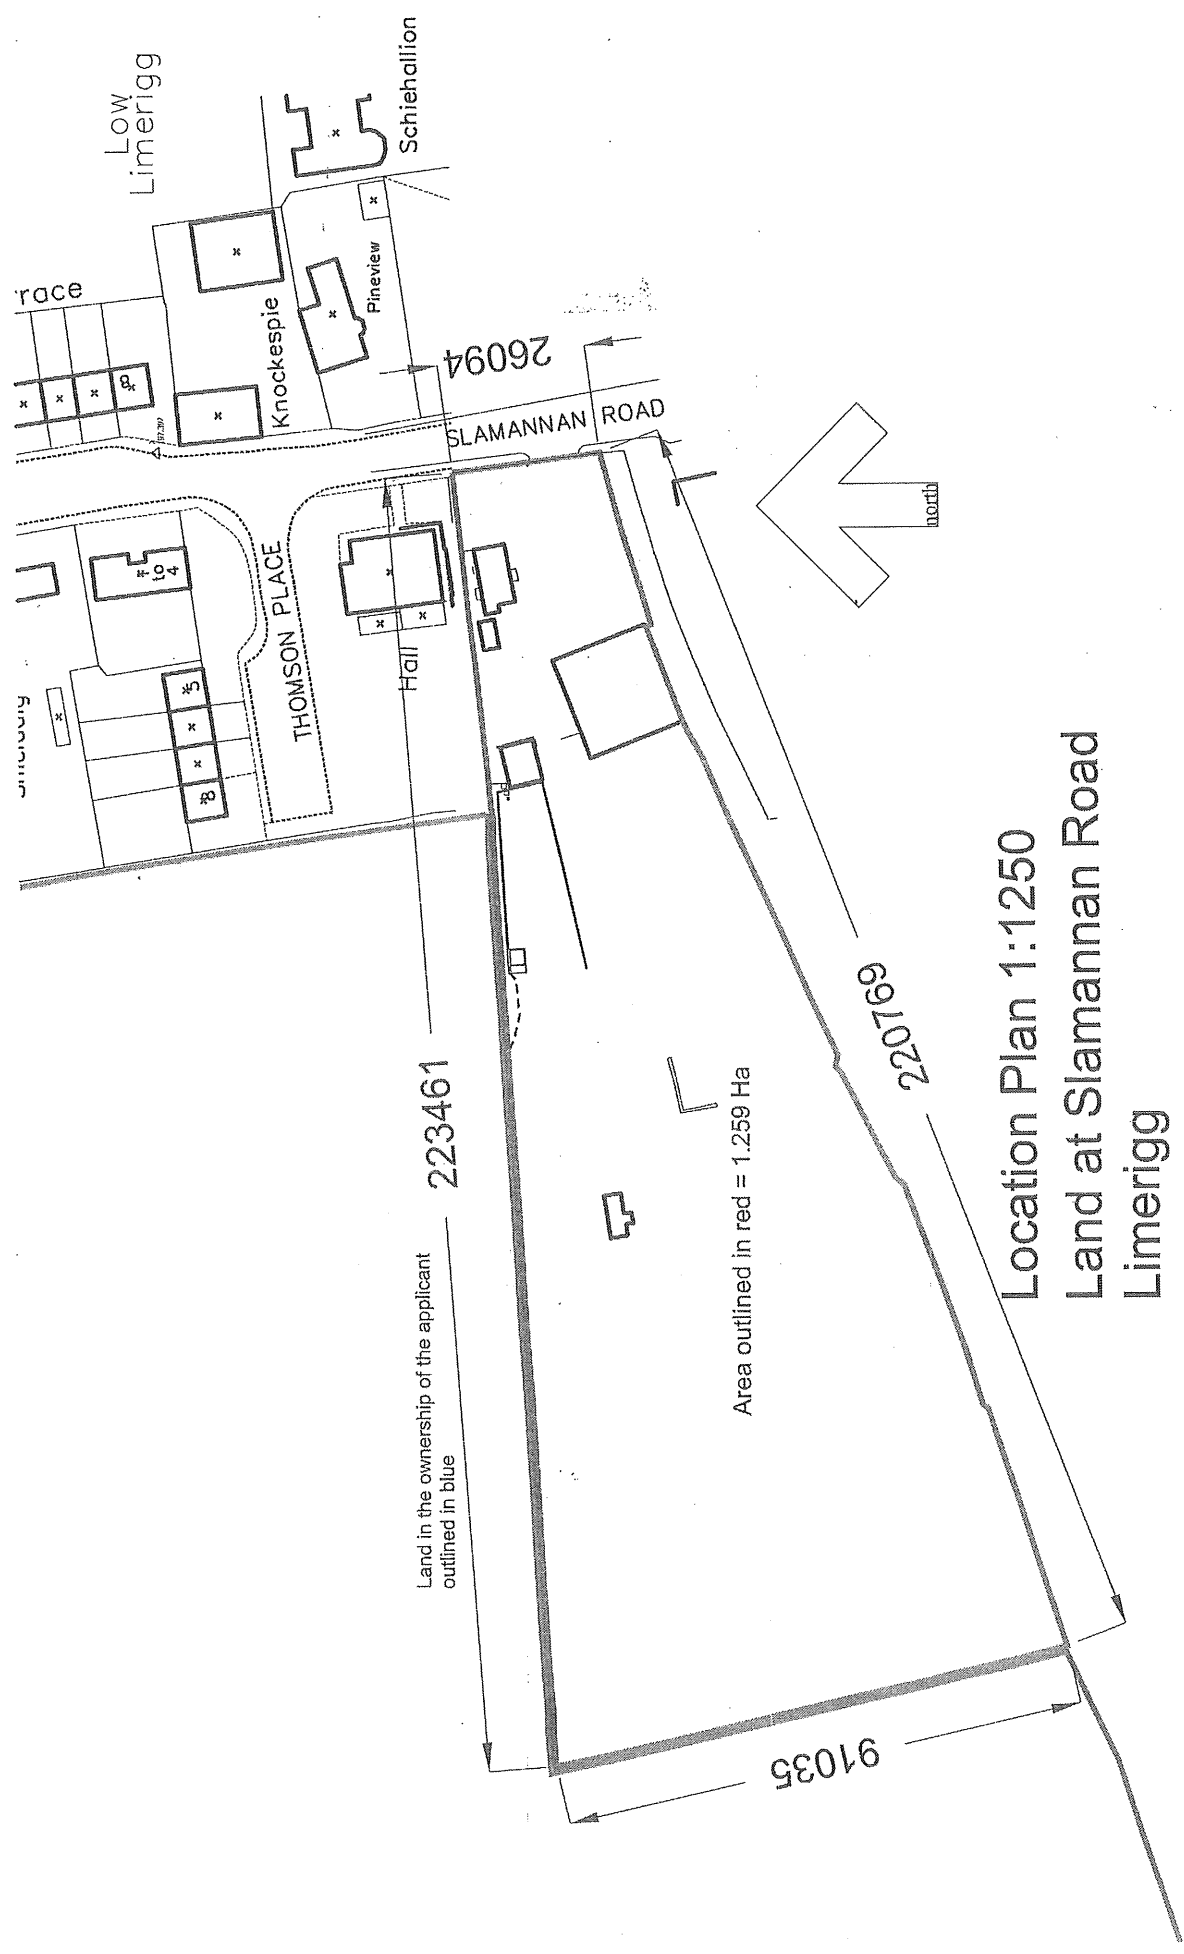 Low
Limerigg
Schiehallion
race
8
Knockespie
Pineview
26094
SLAMANNAN ROAD
1
to
4
THOMSON PLACE
Hall
5
8
north
223461
Land in the ownership of the applicant
outlined in blue
Area outlined in red = 1.259 Ha
220769
91035
Location Plan 1:1250
Land at Slamannan Road
Limerigg